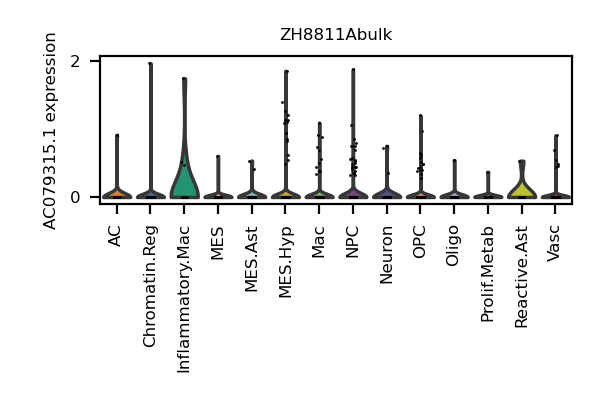 ZH8811Abulk
AC079315.1 expression
2
0
AC
Chromatin.Reg
Inflammatory.Mac
MES
MES.Ast
MES.Hyp
Mac
NPC
Neuron
OPC
Oligo
Prolif.Metab
Reactive.Ast
Vasc